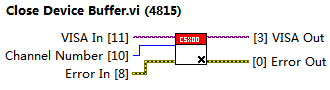 Close Device Buffer.vi (4815)
VISA In [11]
Channel Number [10]
Error In [8]
CSX00
X
[3] VISA Out
[0] Error Out